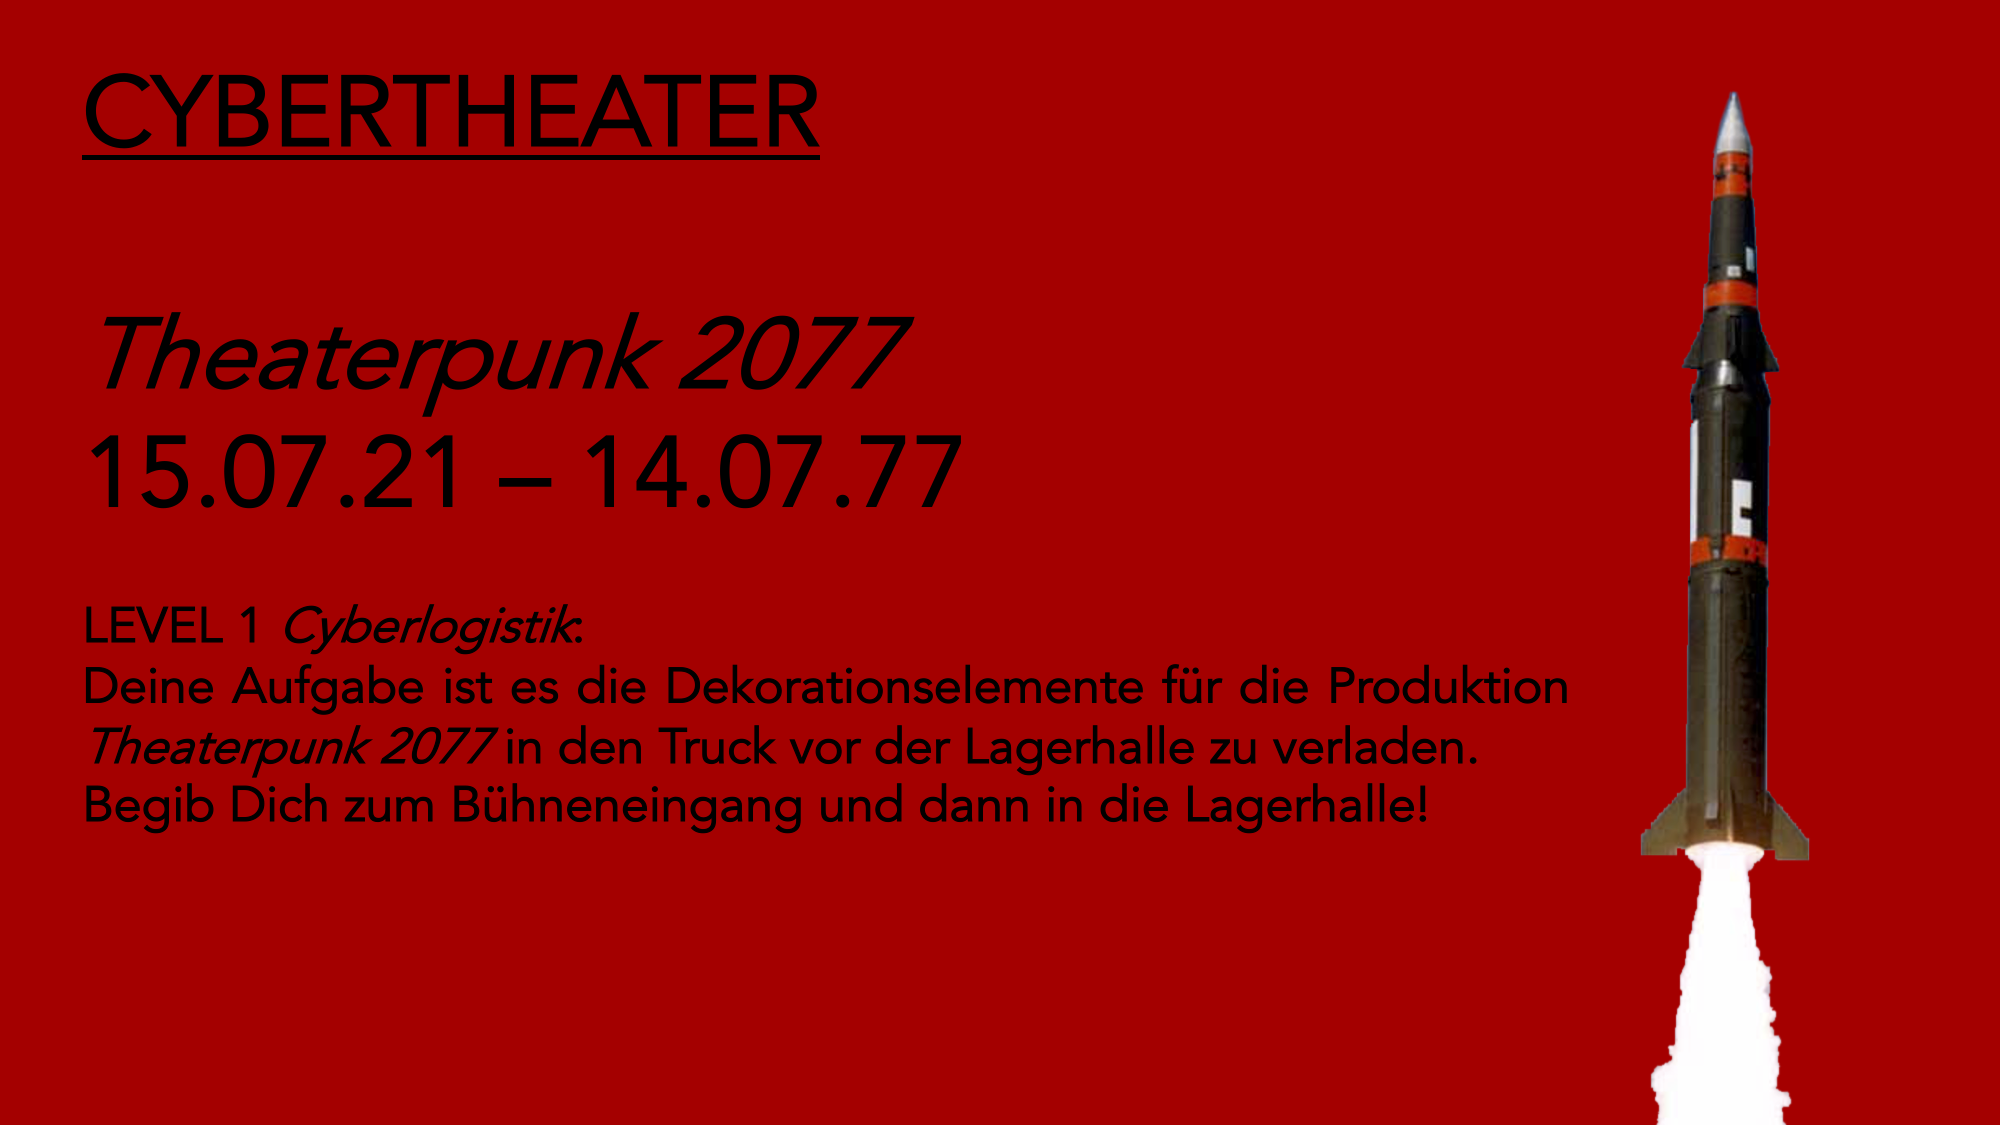 CYBERTHEATER
Theaterpunk 2077
15.07.21 – 14.07.77
LEVEL 1 Cyberlogistik:
Deine Aufgabe ist es die Dekorationselemente für die Produktion
Theaterpunk 2077 in den Truck vor der Lagerhalle zu verladen.
Begib Dich zum Bühneneingang und dann in die Lagerhalle!